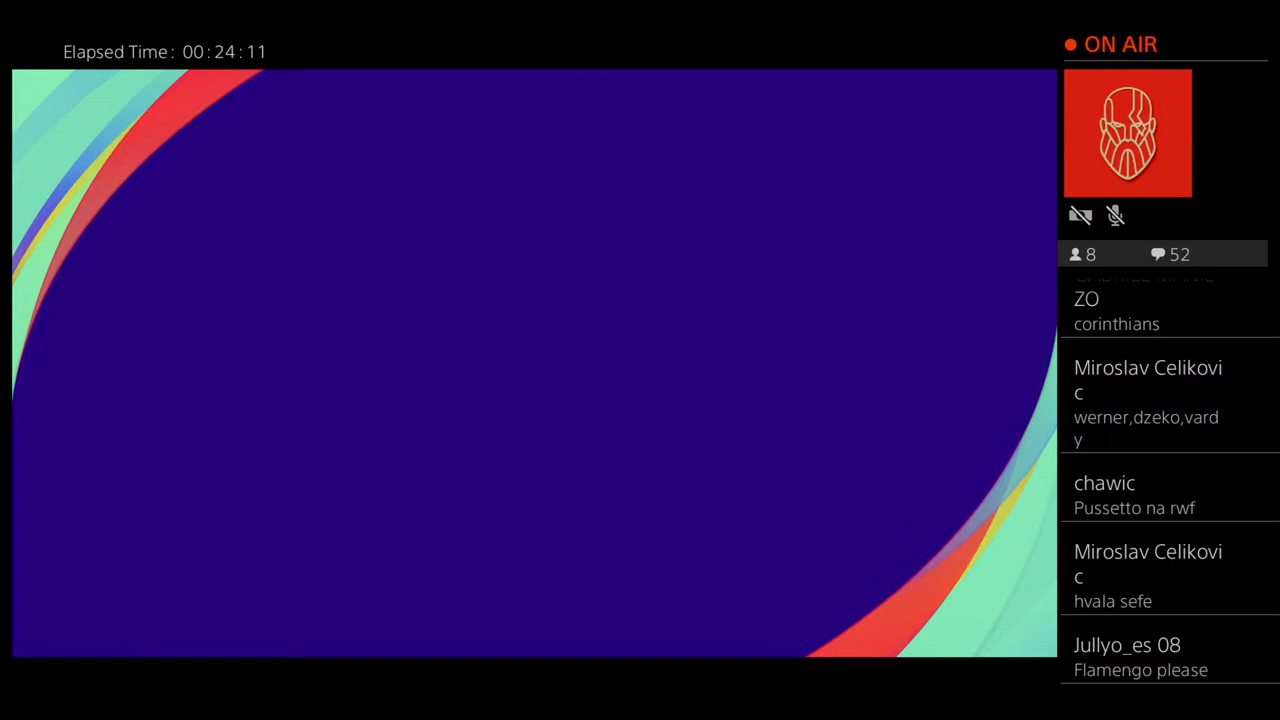 Elapsed Time: 00:24:11
ON AIR
8 52
ZO
corinthians
Miroslav Celikovi
c
werner,dzeko,vard
y
chawic
Pussetto na rwf
Miroslav Celikovi
c
hvala sefe
Jullyo_es 08
Flamengo please